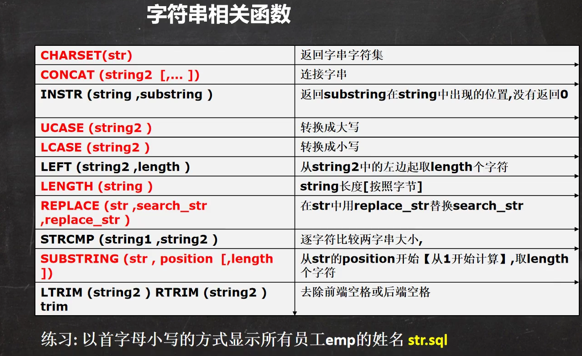 字符串相关函数
CHARSET(str) 返回字串字符集
CONCAT (string2 [,... ]) 连接字串
INSTR (string ,substring ) 返回substring在string中出现的位置,没有返回0
UCASE (string2 ) 转换成大写
LCASE (string2 ) 转换成小写
LEFT (string2 ,length ) 从string2中的左边起取length个字符
LENGTH (string ) string长度[按照字节]
REPLACE (str ,search_str 在str中用replace_str替换search_str
,replace_str )
STRCMP (string1 ,string2 ) 逐字符比较两字串大小,
SUBSTRING (str , position [,length 从str的position开始【从1开始计算】,取length
]) 个字符
LTRIM (string2 ) RTRIM (string2 ) 去除前端空格或后端空格
trim
练习: 以首字母小写的方式显示所有员工emp的姓名 str.sql